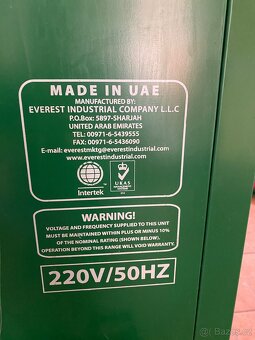 MADE IN UAE
MANUFACTURED BY:
EVEREST INDUSTRIAL COMPANY L.L.C
P.O.Box: 5897-SHARJAH
UNITED ARAB EMIRATES
TEL: 00971-6-5439555
FAX: 00971-6-5436090
E-mail: everestmktg@everestindustrial.com
www.everestindustrial.com
Intertek
UKAS
WARNING!
VOLTAGE AND FREQUENCY SUPPLIED TO THIS UNIT
MUST BE MAINTAINED WITHIN PLUS OR MINUS 10%
OF THE NOMINAL RATING (SHOWN BELOW).
OPERATION BEYOND THIS RANGE WILL VOID WARRANTY.
220V/50HZ